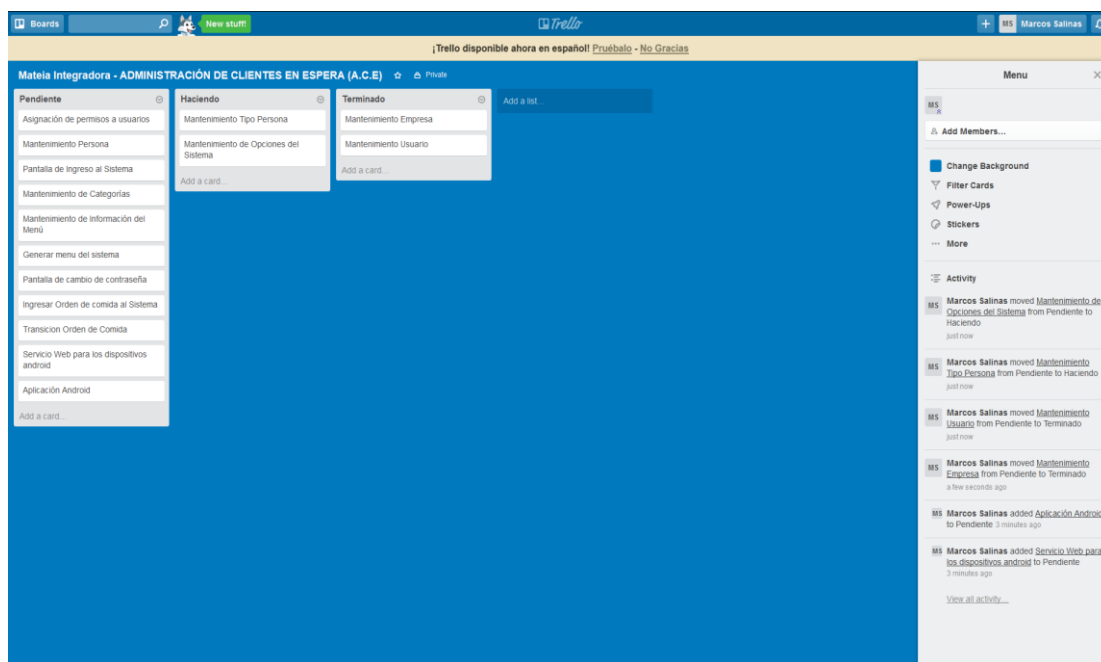 Boards
New stuff!
Trello
MS Marcos Salinas
¡Trello disponible ahora en español! Pruébalo - No Gracias
Mateia Integradora - ADMINISTRACIÓN DE CLIENTES EN ESPERA (A.C.E)
Private
Pendiente
Asignación de permisos a usuarios
Mantenimiento Persona
Pantalla de Ingreso al Sistema
Mantenimiento de Categorías
Mantenimiento de Información del
Menú
Generar menu del sistema
Pantalla de cambio de contraseña
Ingresar Orden de comida al Sistema
Transicion Orden de Comida
Servicio Web para los dispositivos
android
Aplicación Android
Add a card...
Haciendo
Mantenimiento Tipo Persona
Mantenimiento de Opciones del
Sistema
Add a card...
Terminado
Mantenimiento Empresa
Mantenimiento Usuario
Add a card...
Add a list...
Menu
MS
Add Members...
Change Background
Filter Cards
Power-Ups
Stickers
More
Activity
MS
Marcos Salinas moved Mantenimiento de
Opciones del Sistema from Pendiente to
Haciendo
just now
MS
Marcos Salinas moved Mantenimiento
Tipo Persona from Pendiente to Haciendo
just now
MS
Marcos Salinas moved Mantenimiento
Usuario from Pendiente to Terminado
just now
MS
Marcos Salinas moved Mantenimiento
Empresa from Pendiente to Terminado
a few seconds ago
MS
Marcos Salinas added Aplicación Android
to Pendiente 3 minutes ago
MS
Marcos Salinas added Servicio Web para
los dispositivos android to Pendiente
3 minutes ago
View all activity...